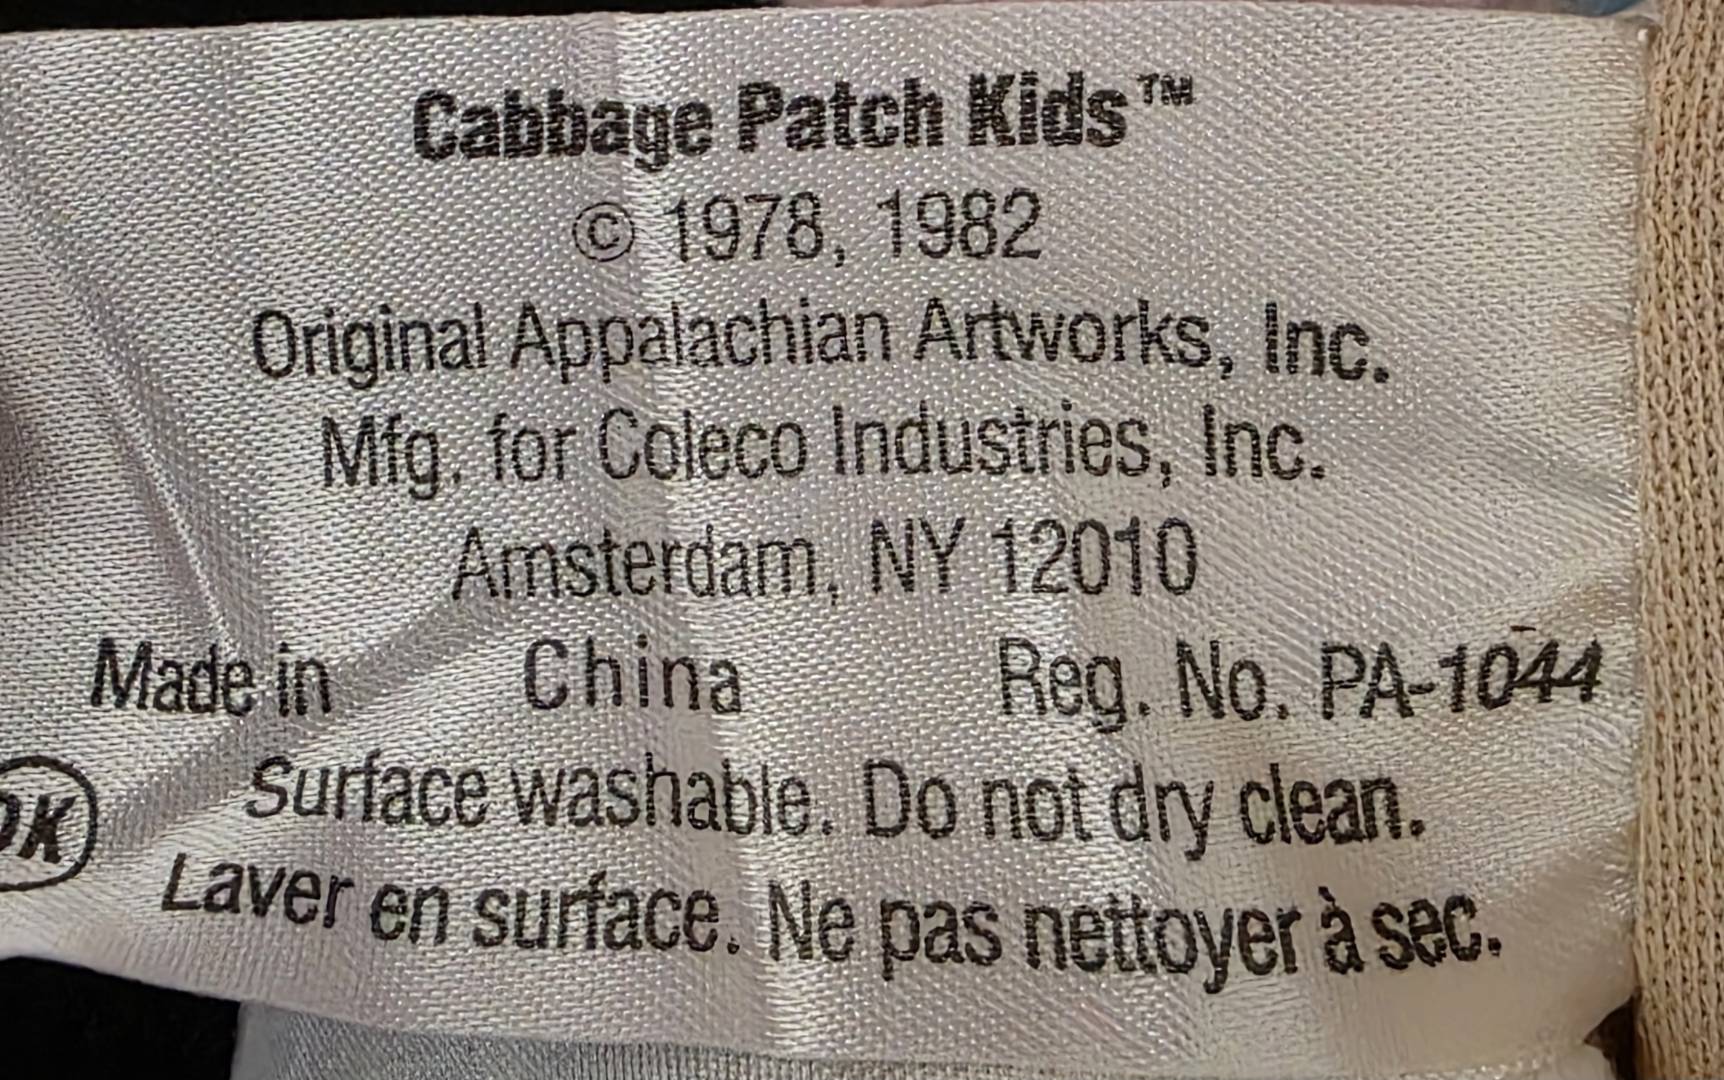 Cabbage Patch Kids™
© 1978, 1982
Original Appalachian Artworks, Inc.
Mfg. for Coleco Industries, Inc.
Amsterdam, NY 12010
Made in China Reg. No. PA-1044
OK
Surface washable. Do not dry clean.
Laver en surface. Ne pas nettoyer à sec.